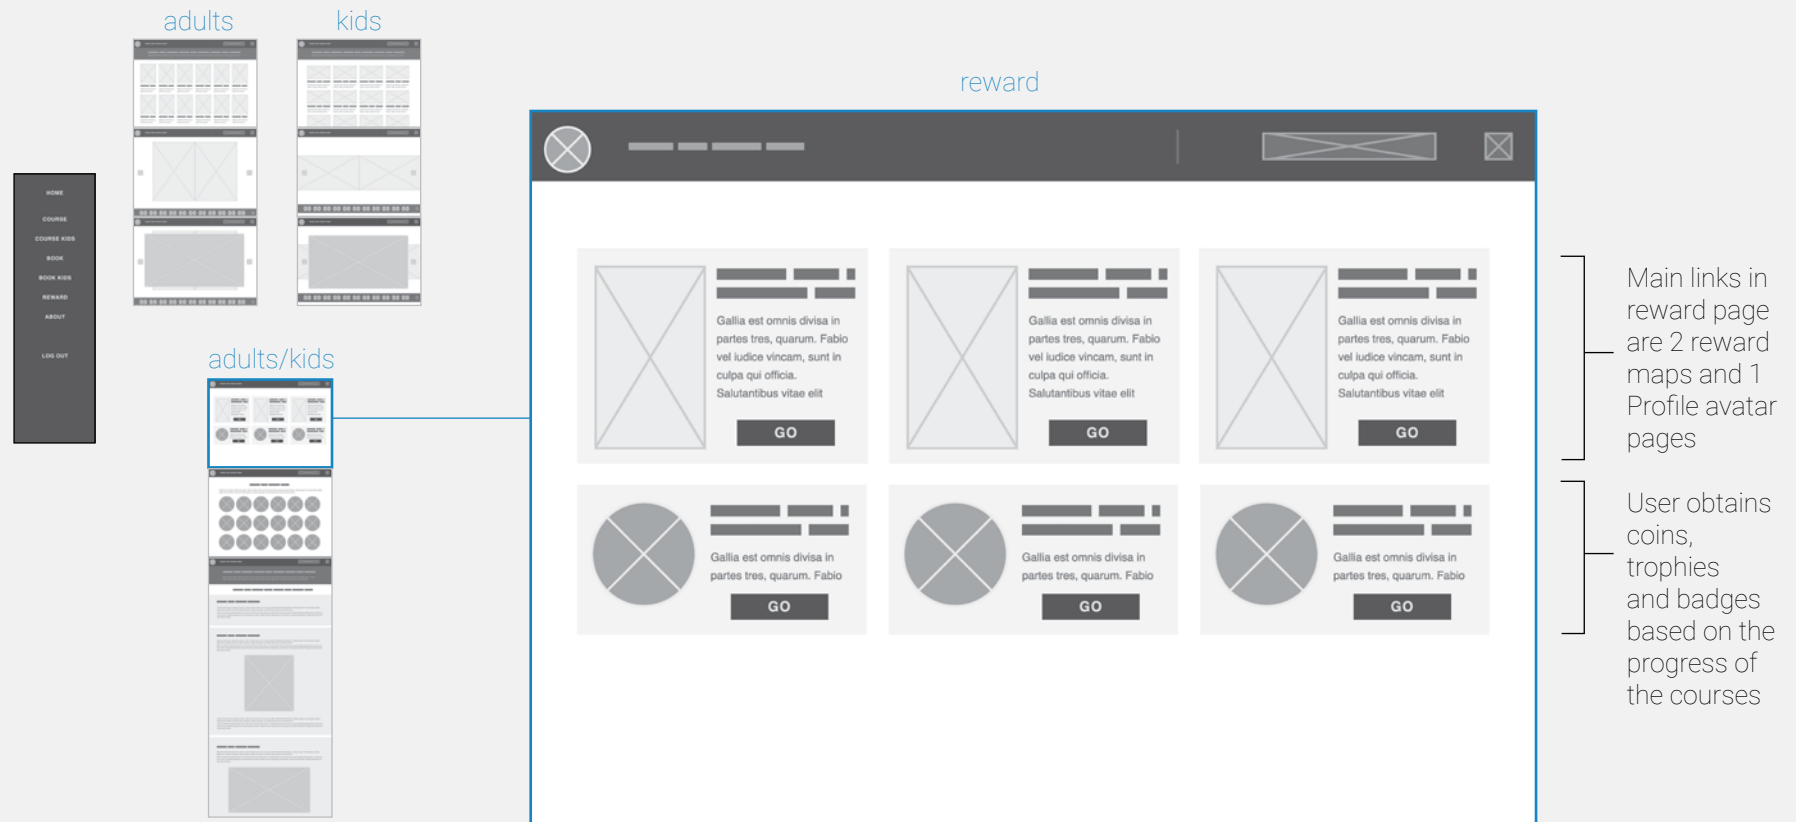 adults
kids
HOME
COURSE
COURSE KIDS
BOOK
BOOK KIDS
REWARD
ABOUT
LOG OUT
adults/kids
reward
Gallia est omnis divisa in
partes tres, quarum. Fabio
vel iudice vincam, sunt in
culpa qui officia.
Salutantibus vitae elit
GO
Gallia est omnis divisa in
partes tres, quarum. Fabio
vel iudice vincam, sunt in
culpa qui officia.
Salutantibus vitae elit
GO
Gallia est omnis divisa in
partes tres, quarum. Fabio
vel iudice vincam, sunt in
culpa qui officia.
Salutantibus vitae elit
GO
Gallia est omnis divisa in
partes tres, quarum. Fabio
GO
Gallia est omnis divisa in
partes tres, quarum. Fabio
GO
Gallia est omnis divisa in
partes tres, quarum. Fabio
GO
Main links in
reward page
are 2 reward
maps and 1
Profile avatar
pages
User obtains
coins,
trophies
and badges
based on the
progress of
the courses